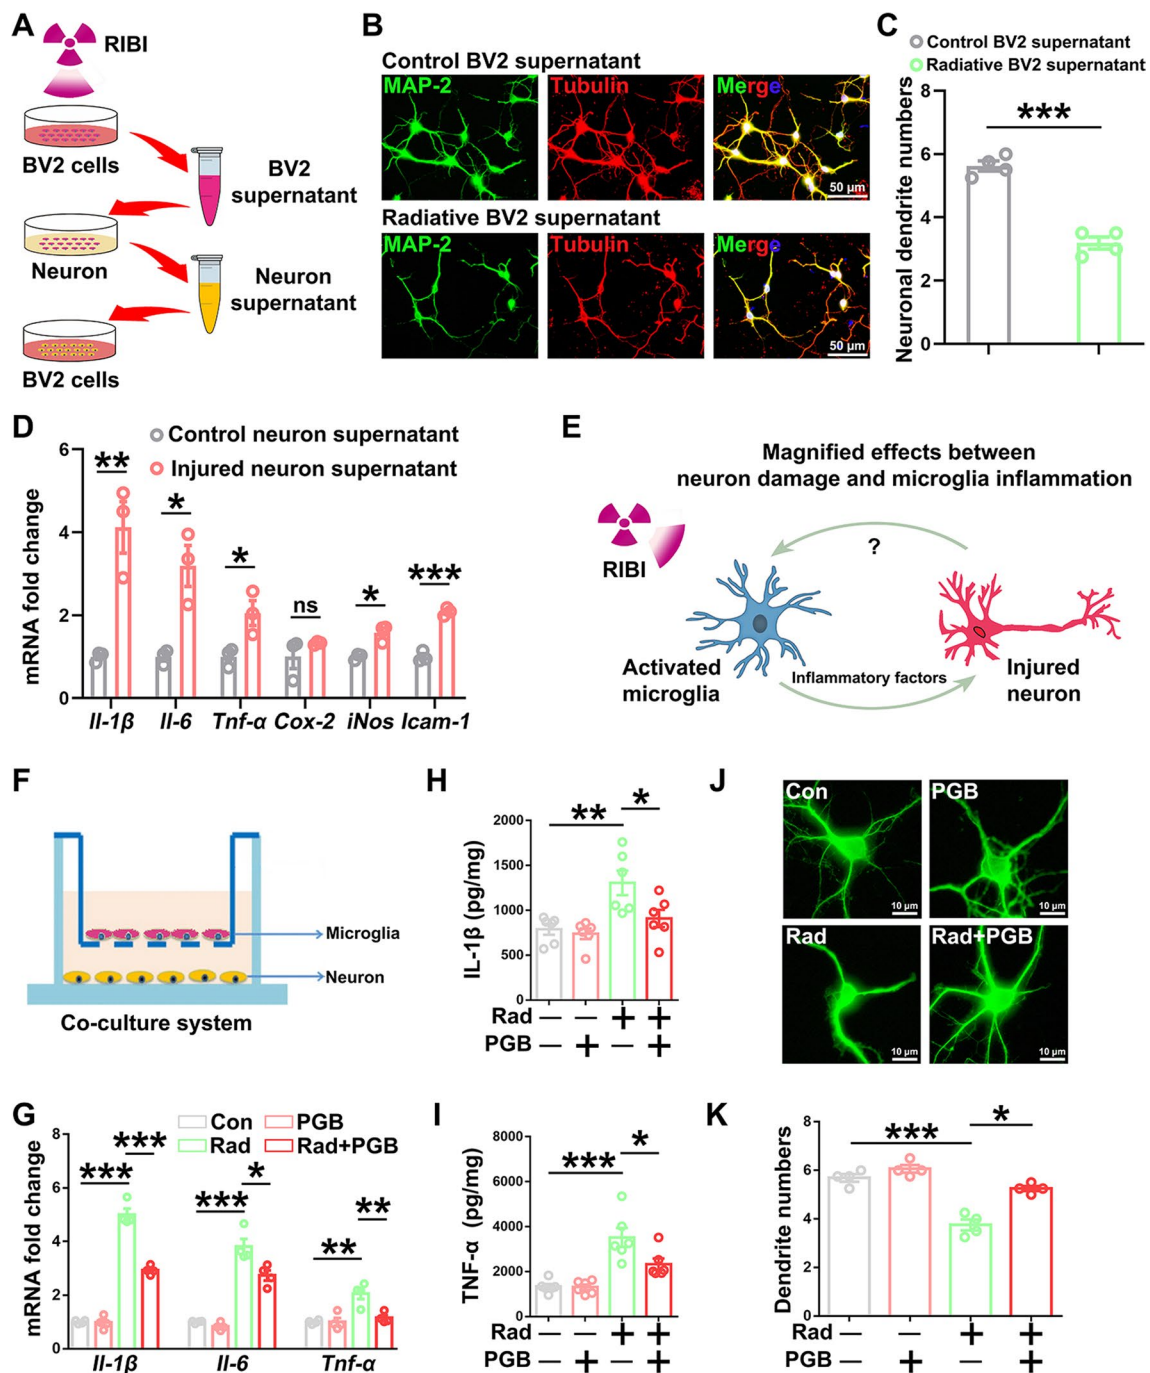 A
RIBI
BV2 cells
BV2
supernatant
Neuron
Neuron
supernatant
BV2 cells
B
Control BV2 supernatant
MAP-2
Tubulin
Merge
50 μm
Radiative BV2 supernatant
MAP-2
Tubulin
Merge
50 μm
C
Control BV2 supernatant
Radiative BV2 supernatant
Neuronal dendrite numbers
8
6
4
2
0
***
D
Control neuron supernatant
Injured neuron supernatant
mRNA fold change
6
4
2
0
**
*
*
ns
*
***
Il-1β
Il-6
Tnf-α
Cox-2
iNos
Icam-1
E
Magnified effects between
neuron damage and microglia inflammation
RIBI
?
Activated
microglia
Inflammatory factors
Injured
neuron
F
Microglia
Neuron
Co-culture system
G
Con
PGB
Rad
Rad+PGB
mRNA fold change
8
6
4
2
0
***
***
***
*
**
**
Il-1β
Il-6
Tnf-α
H
IL-1β (pg/mg)
2000
1500
1000
500
0
**
*
Rad — — + +
PGB — + — +
I
TNF-α (pg/mg)
8000
6000
4000
2000
0
***
*
Rad — — + +
PGB — + — +
J
Con
10 μm
PGB
10 μm
Rad
10 μm
Rad+PGB
10 μm
K
Dendrite numbers
8
6
4
2
0
***
*
Rad — — + +
PGB — + — +